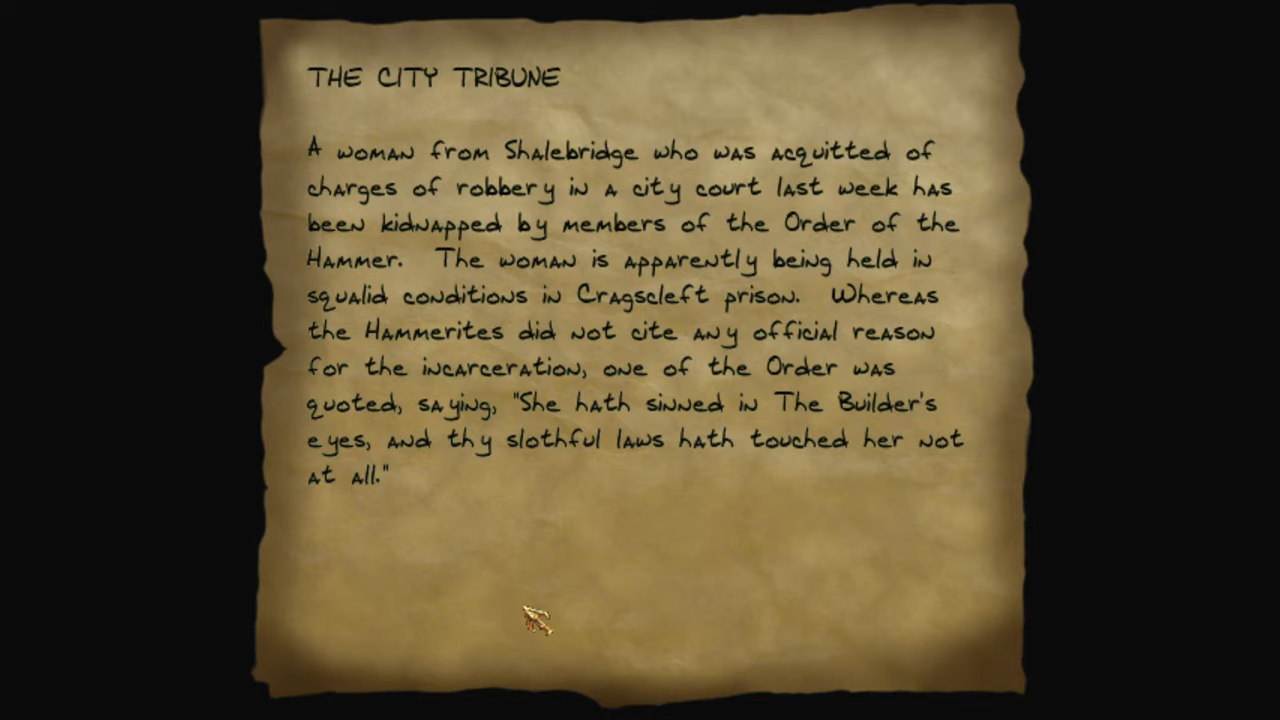 THE CITY TRIBUNE
A woman from Shalebridge who was acquitted of
charges of robbery in a city court last week has
been kidnapped by members of the Order of the
Hammer. The woman is apparently being held in
squalid conditions in Cragscleft prison. Whereas
the Hammerites did not cite any official reason
for the incarceration, one of the Order was
quoted, saying, "She hath sinned in The Builder's
eyes, and thy slothful laws hath touched her not
at all."